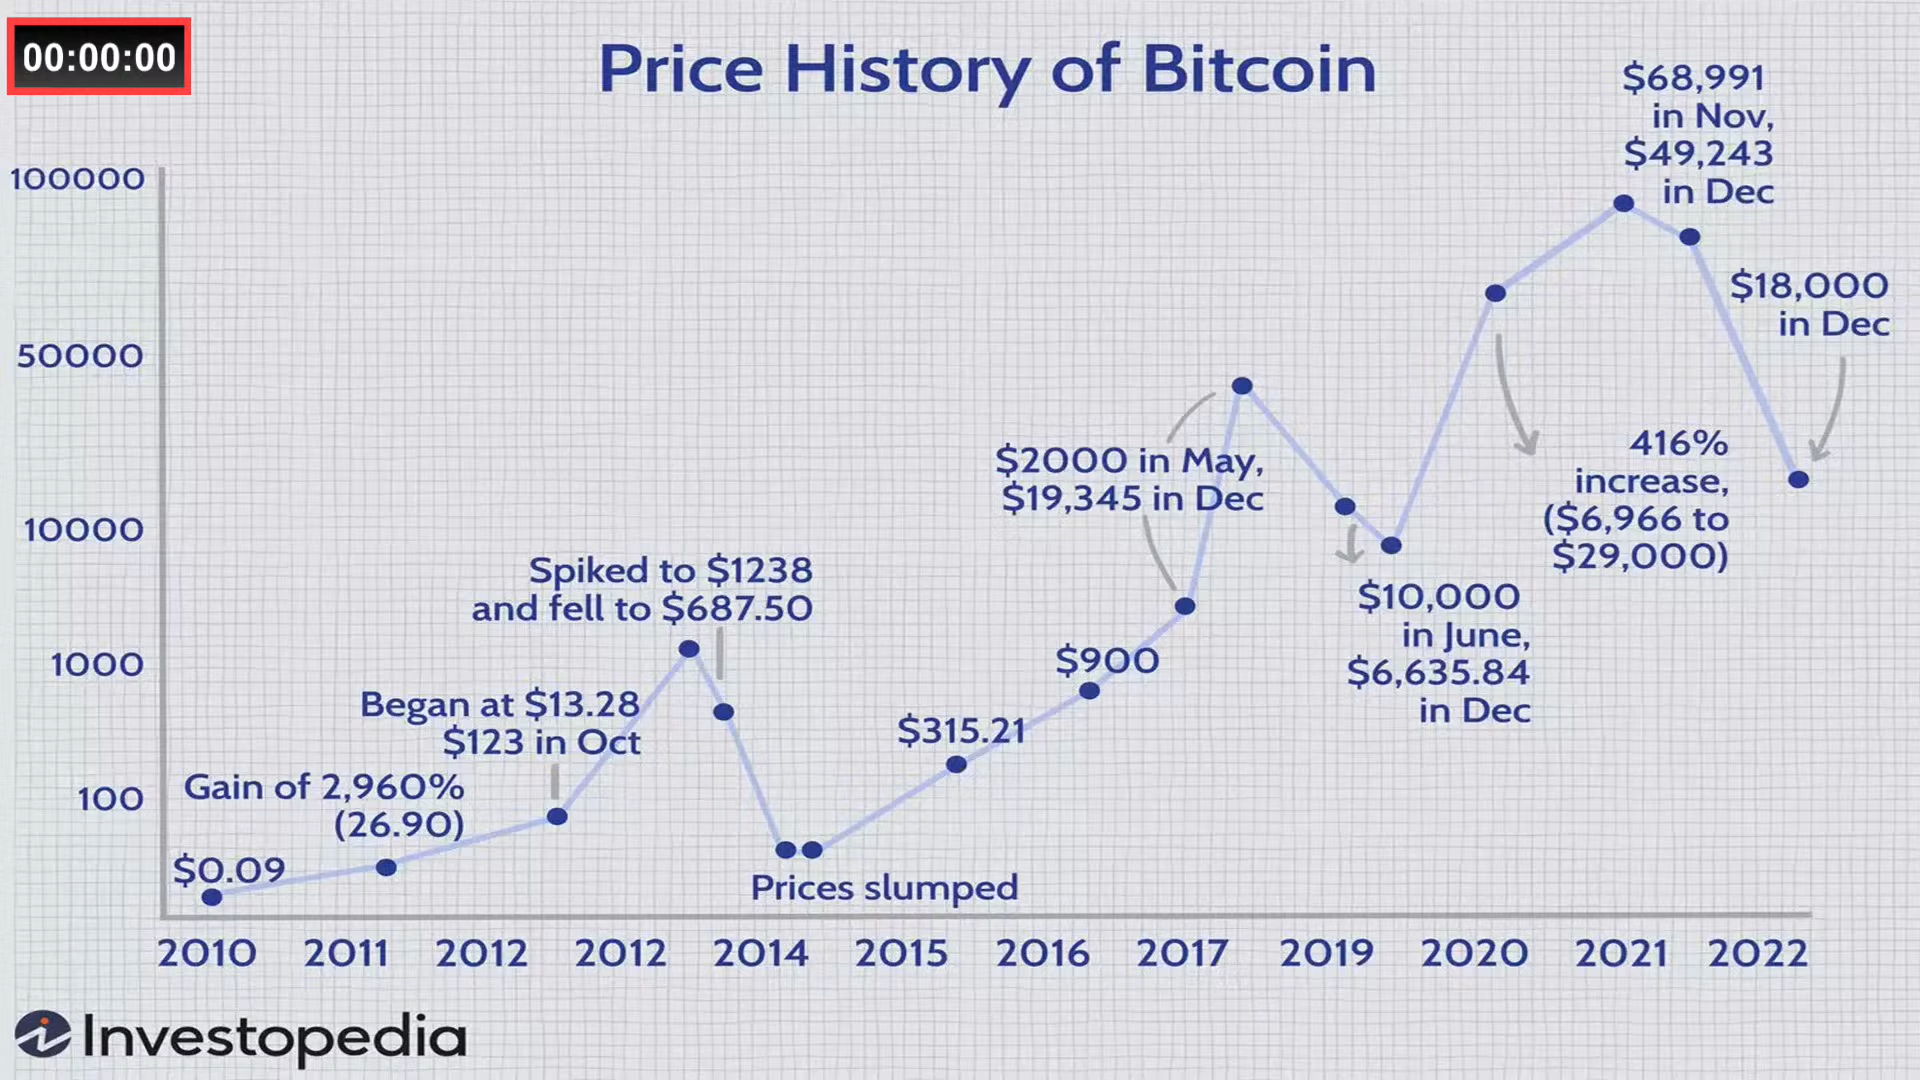 00:00:00
Price History of Bitcoin
$68,991
in Nov,
$49,243
in Dec
100000
50000
10000
1000
100
$18,000
in Dec
416%
increase,
($6,966 to
$29,000)
$2000 in May,
$19,345 in Dec
$10,000
in June,
$6,635.84
in Dec
Spiked to $1238
and fell to $687.50
$900
Began at $13.28
$123 in Oct
$315.21
Gain of 2,960%
(26.90)
$0.09
Prices slumped
2010 2011 2012 2012 2014 2015 2016 2017 2019 2020 2021 2022
Investopedia